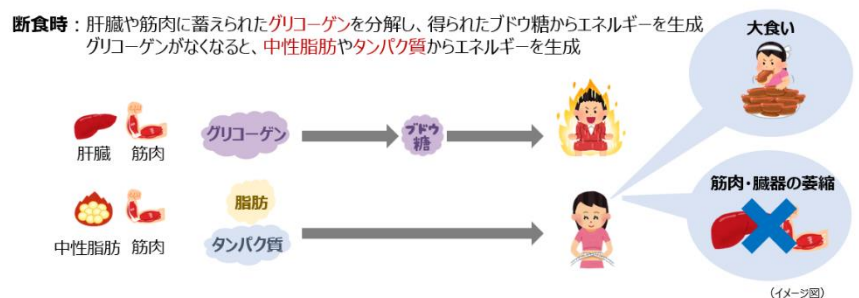 断食時：肝臓や筋肉に蓄えられたグリコーゲンを分解し、得られたブドウ糖からエネルギーを生成
グリコーゲンがなくなると、中性脂肪やタンパク質からエネルギーを生成
大食い
グリコーゲン
ブドウ
糖
肝臓 筋肉
脂肪
筋肉・臓器の萎縮
タンパク質
中性脂肪 筋肉
(イメージ図)